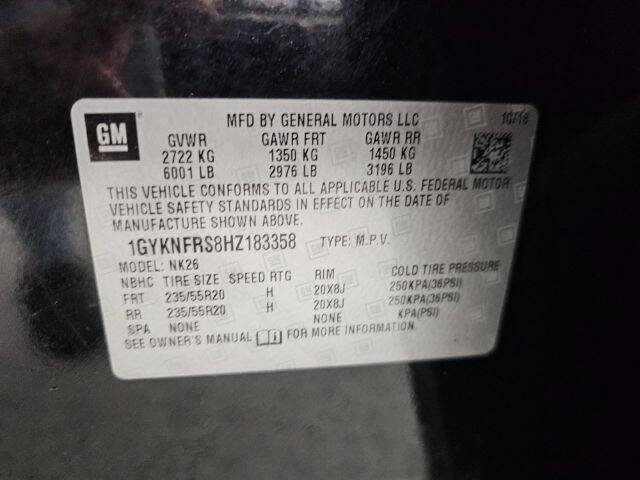 GM
MFD BY GENERAL MOTORS LLC 10/16
GVWR GAWR FRT GAWR RR
2722 KG 1350 KG 1450 KG
6001 LB 2976 LB 3196 LB
THIS VEHICLE CONFORMS TO ALL APPLICABLE U.S. FEDERAL MOTOR
VEHICLE SAFETY STANDARDS IN EFFECT ON THE DATE OF
MANUFACTURE SHOWN ABOVE.
1GYKNFRS8HZ183358 TYPE: M.P.V.
MODEL: NK26
NBHC TIRE SIZE SPEED RTG RIM COLD TIRE PRESSURE
FRT 235/55R20 H 20X8J 250KPA(36PSI)
RR 235/55R20 H 20X8J 250KPA(36PSI)
SPA NONE NONE KPA(PSI)
SEE OWNER'S MANUAL FOR MORE INFORMATION.